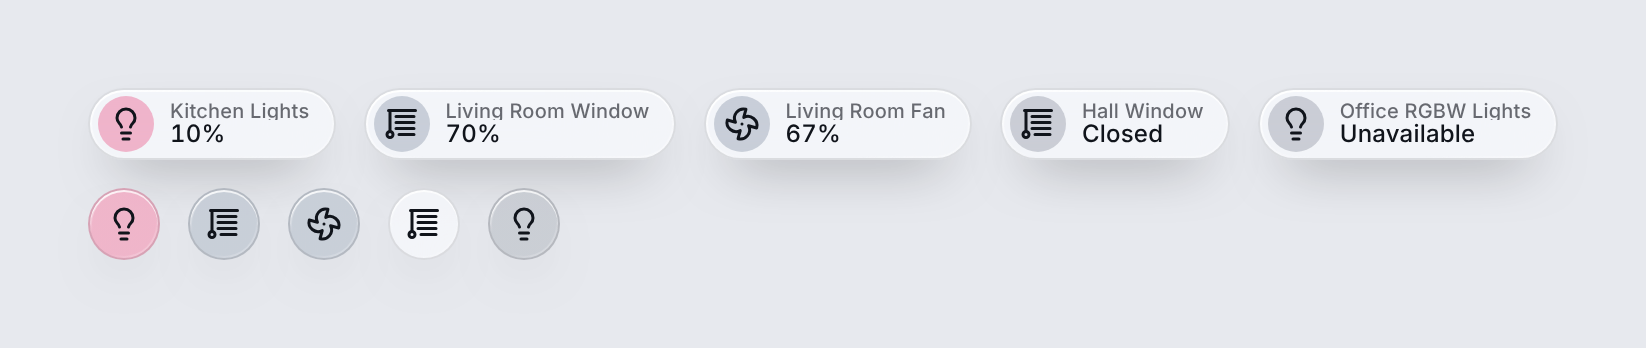 Kitchen Lights
10%
Living Room Window
70%
Living Room Fan
67%
Hall Window
Closed
Office RGBW Lights
Unavailable